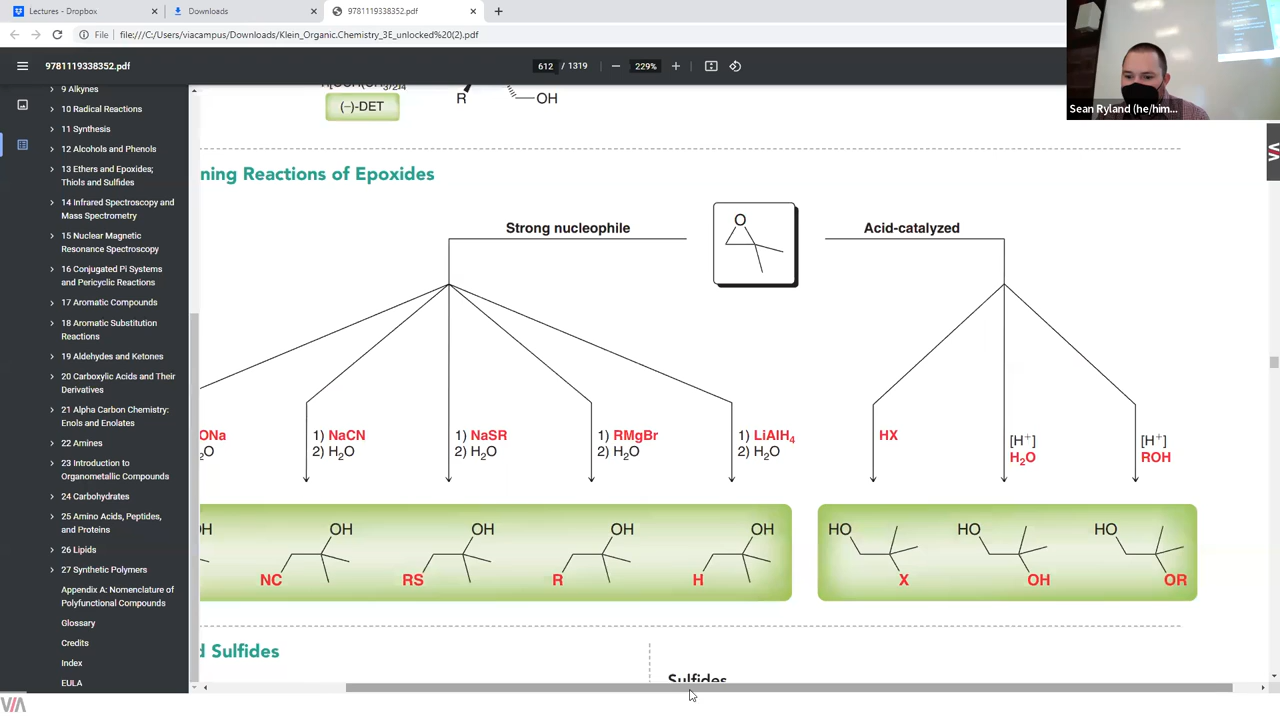 Lectures - Dropbox
Downloads
9781119338352.pdf
File
file:///C:/Users/viacampus/Downloads/Klein_Organic.Chemistry_3E_unlocked%20(2).pdf
9781119338352.pdf
612 / 1319
229%
Sean Ryland (he/him...
9 Alkynes
10 Radical Reactions
11 Synthesis
12 Alcohols and Phenols
13 Ethers and Epoxides;
Thiols and Sulfides
14 Infrared Spectroscopy and
Mass Spectrometry
15 Nuclear Magnetic
Resonance Spectroscopy
16 Conjugated Pi Systems
and Pericyclic Reactions
17 Aromatic Compounds
18 Aromatic Substitution
Reactions
19 Aldehydes and Ketones
20 Carboxylic Acids and Their
Derivatives
21 Alpha Carbon Chemistry:
Enols and Enolates
22 Amines
23 Introduction to
Organometallic Compounds
24 Carbohydrates
25 Amino Acids, Peptides,
and Proteins
26 Lipids
27 Synthetic Polymers
Appendix A: Nomenclature of
Polyfunctional Compounds
Glossary
Credits
Index
EULA
(–)-DET
R
OH
ning Reactions of Epoxides
Strong nucleophile
O
Acid-catalyzed
ONa
O
1) NaCN
2) H2O
1) NaSR
2) H2O
1) RMgBr
2) H2O
1) LiAlH4
2) H2O
HX
[H+]
H2O
[H+]
ROH
OH
OH
NC
OH
RS
OH
R
OH
H
HO
X
HO
OH
HO
OR
d Sulfides
Sulfides
VIA